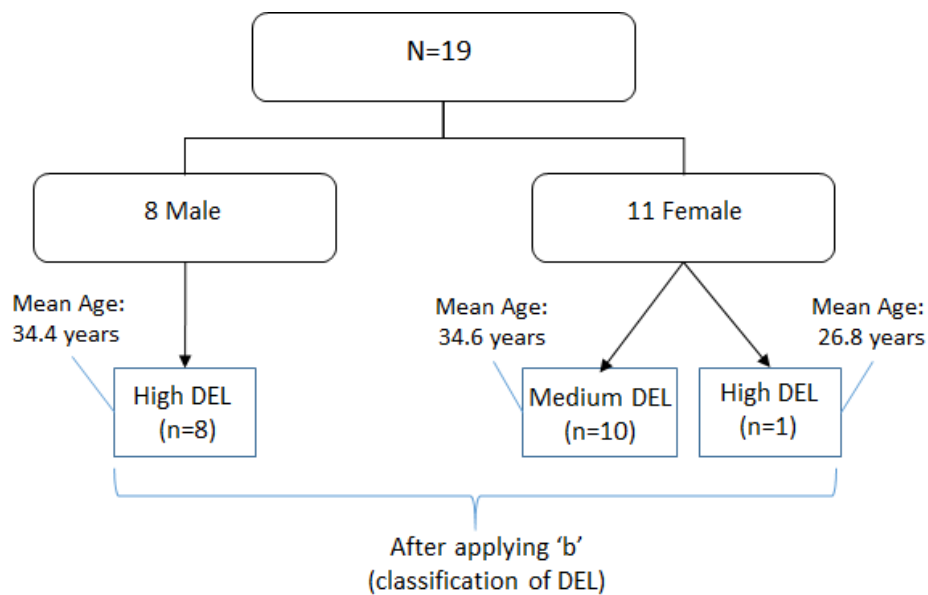 N=19
8 Male
11 Female
Mean Age:
34.4 years
Mean Age:
34.6 years
Mean Age:
26.8 years
High DEL
(n=8)
Medium DEL
(n=10)
High DEL
(n=1)
After applying ‘b’
(classification of DEL)